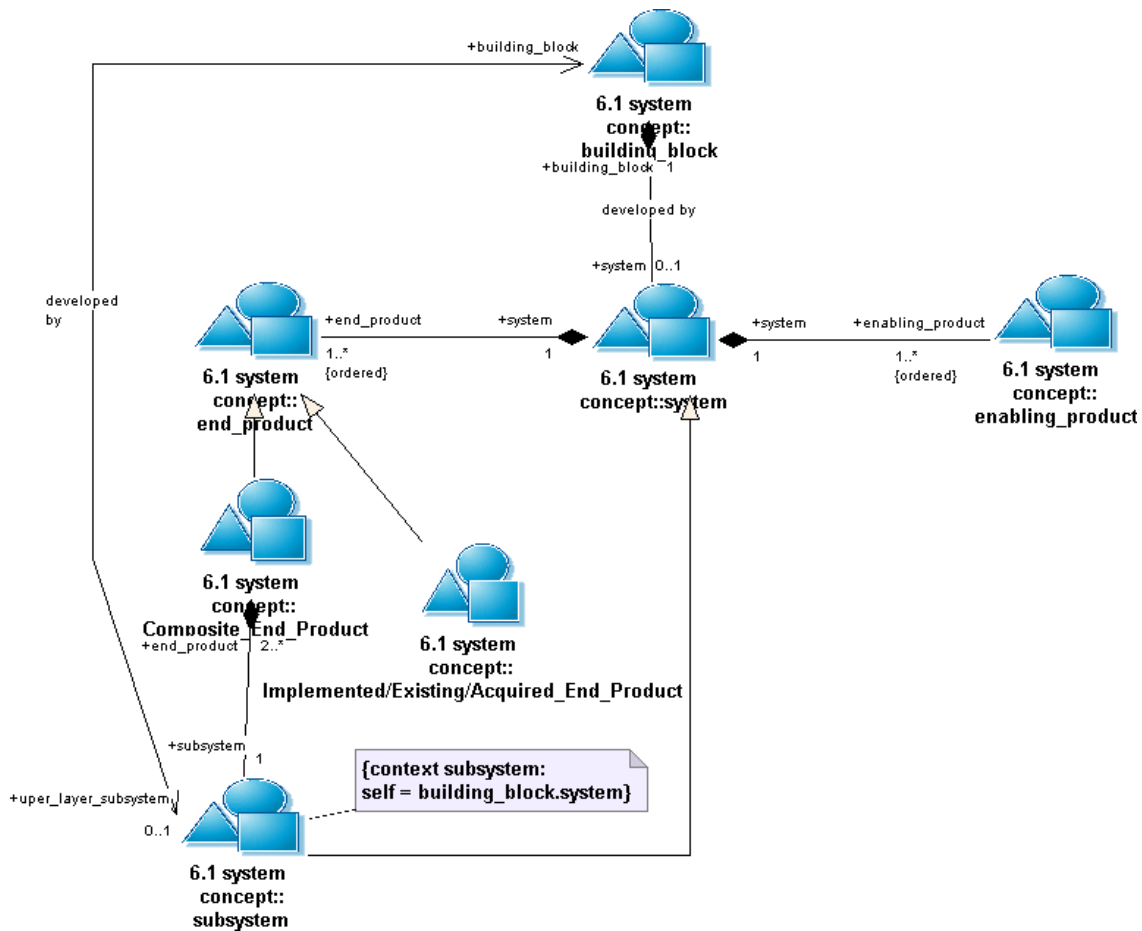 +building_block
6.1 system
concept::
building_block
+building_block 1
developed by
+system 0..1
developed
by
+end_product
+system
+system
+enabling_product
1..*
1
1
1..*
{ordered}
{ordered}
6.1 system
concept::
end_product
6.1 system
concept::system
6.1 system
concept::
enabling_product
6.1 system
concept::
Composite_End_Product
+end_product 2..*
6.1 system
concept::
Implemented/Existing/Acquired_End_Product
+subsystem
1
{context subsystem:
self = building_block.system}
+uper_layer_subsystem
0..1
6.1 system
concept::
subsystem